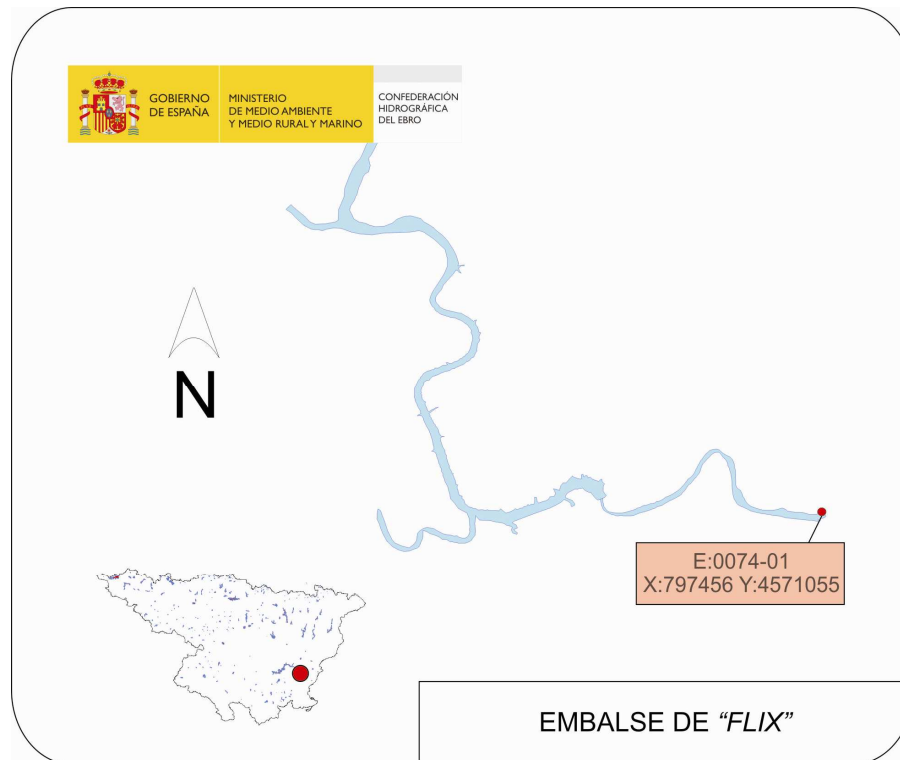 GOBIERNO
DE ESPAÑA
MINISTERIO
DE MEDIO AMBIENTE
Y MEDIO RURAL Y MARINO
CONFEDERACIÓN
HIDROGRÁFICA
DEL EBRO
N
E:0074-01
X:797456 Y:4571055
EMBALSE DE "FLIX"